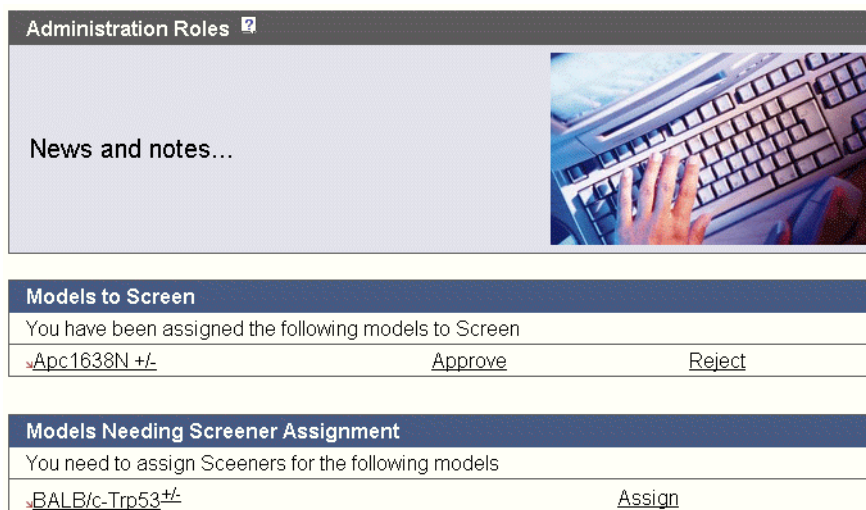 Administration Roles ?
News and notes...
Models to Screen
You have been assigned the following models to Screen
Apc1638N +/- Approve Reject
Models Needing Screener Assignment
You need to assign Sceeners for the following models
BALB/c-Trp53+/- Assign